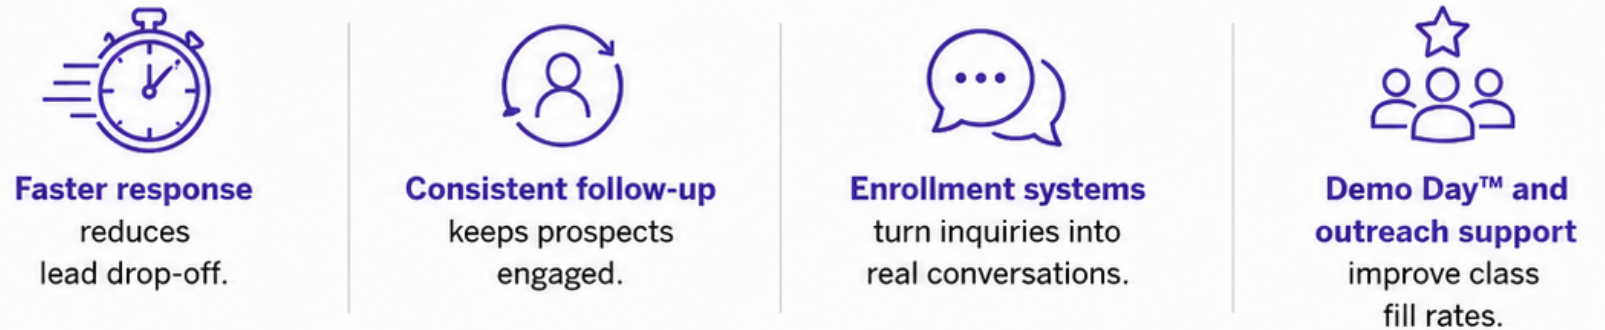 Faster response
reduces
lead drop-off.
Consistent follow-up
keeps prospects
engaged.
Enrollment systems
turn inquiries into
real conversations.
Demo Day™ and
outreach support
improve class
fill rates.